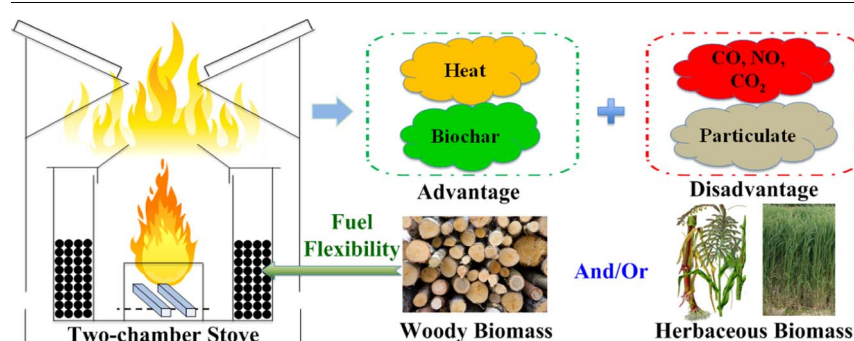 Heat
Biochar
Advantage
CO, NO,
CO₂
Particulate
Disadvantage
Fuel
Flexibility
And/Or
Two-chamber Stove
Woody Biomass
Herbaceous Biomass